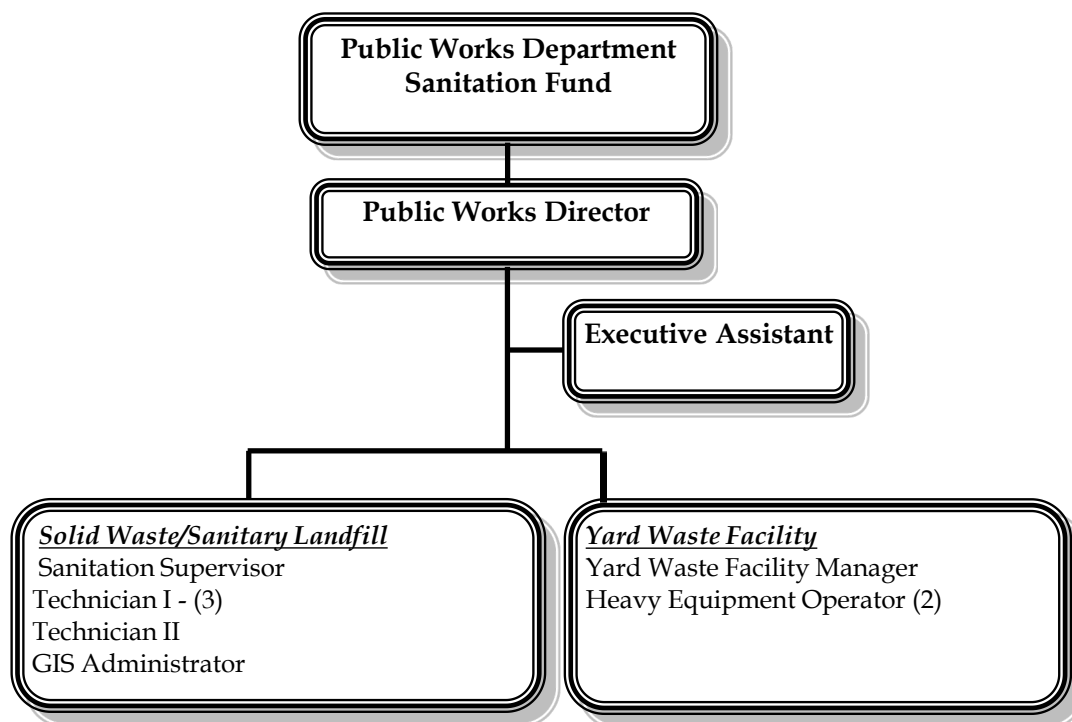 Public Works Department
Sanitation Fund
Public Works Director
Executive Assistant
Solid Waste/Sanitary Landfill
Sanitation Supervisor
Technician I - (3)
Technician II
GIS Administrator
Yard Waste Facility
Yard Waste Facility Manager
Heavy Equipment Operator (2)